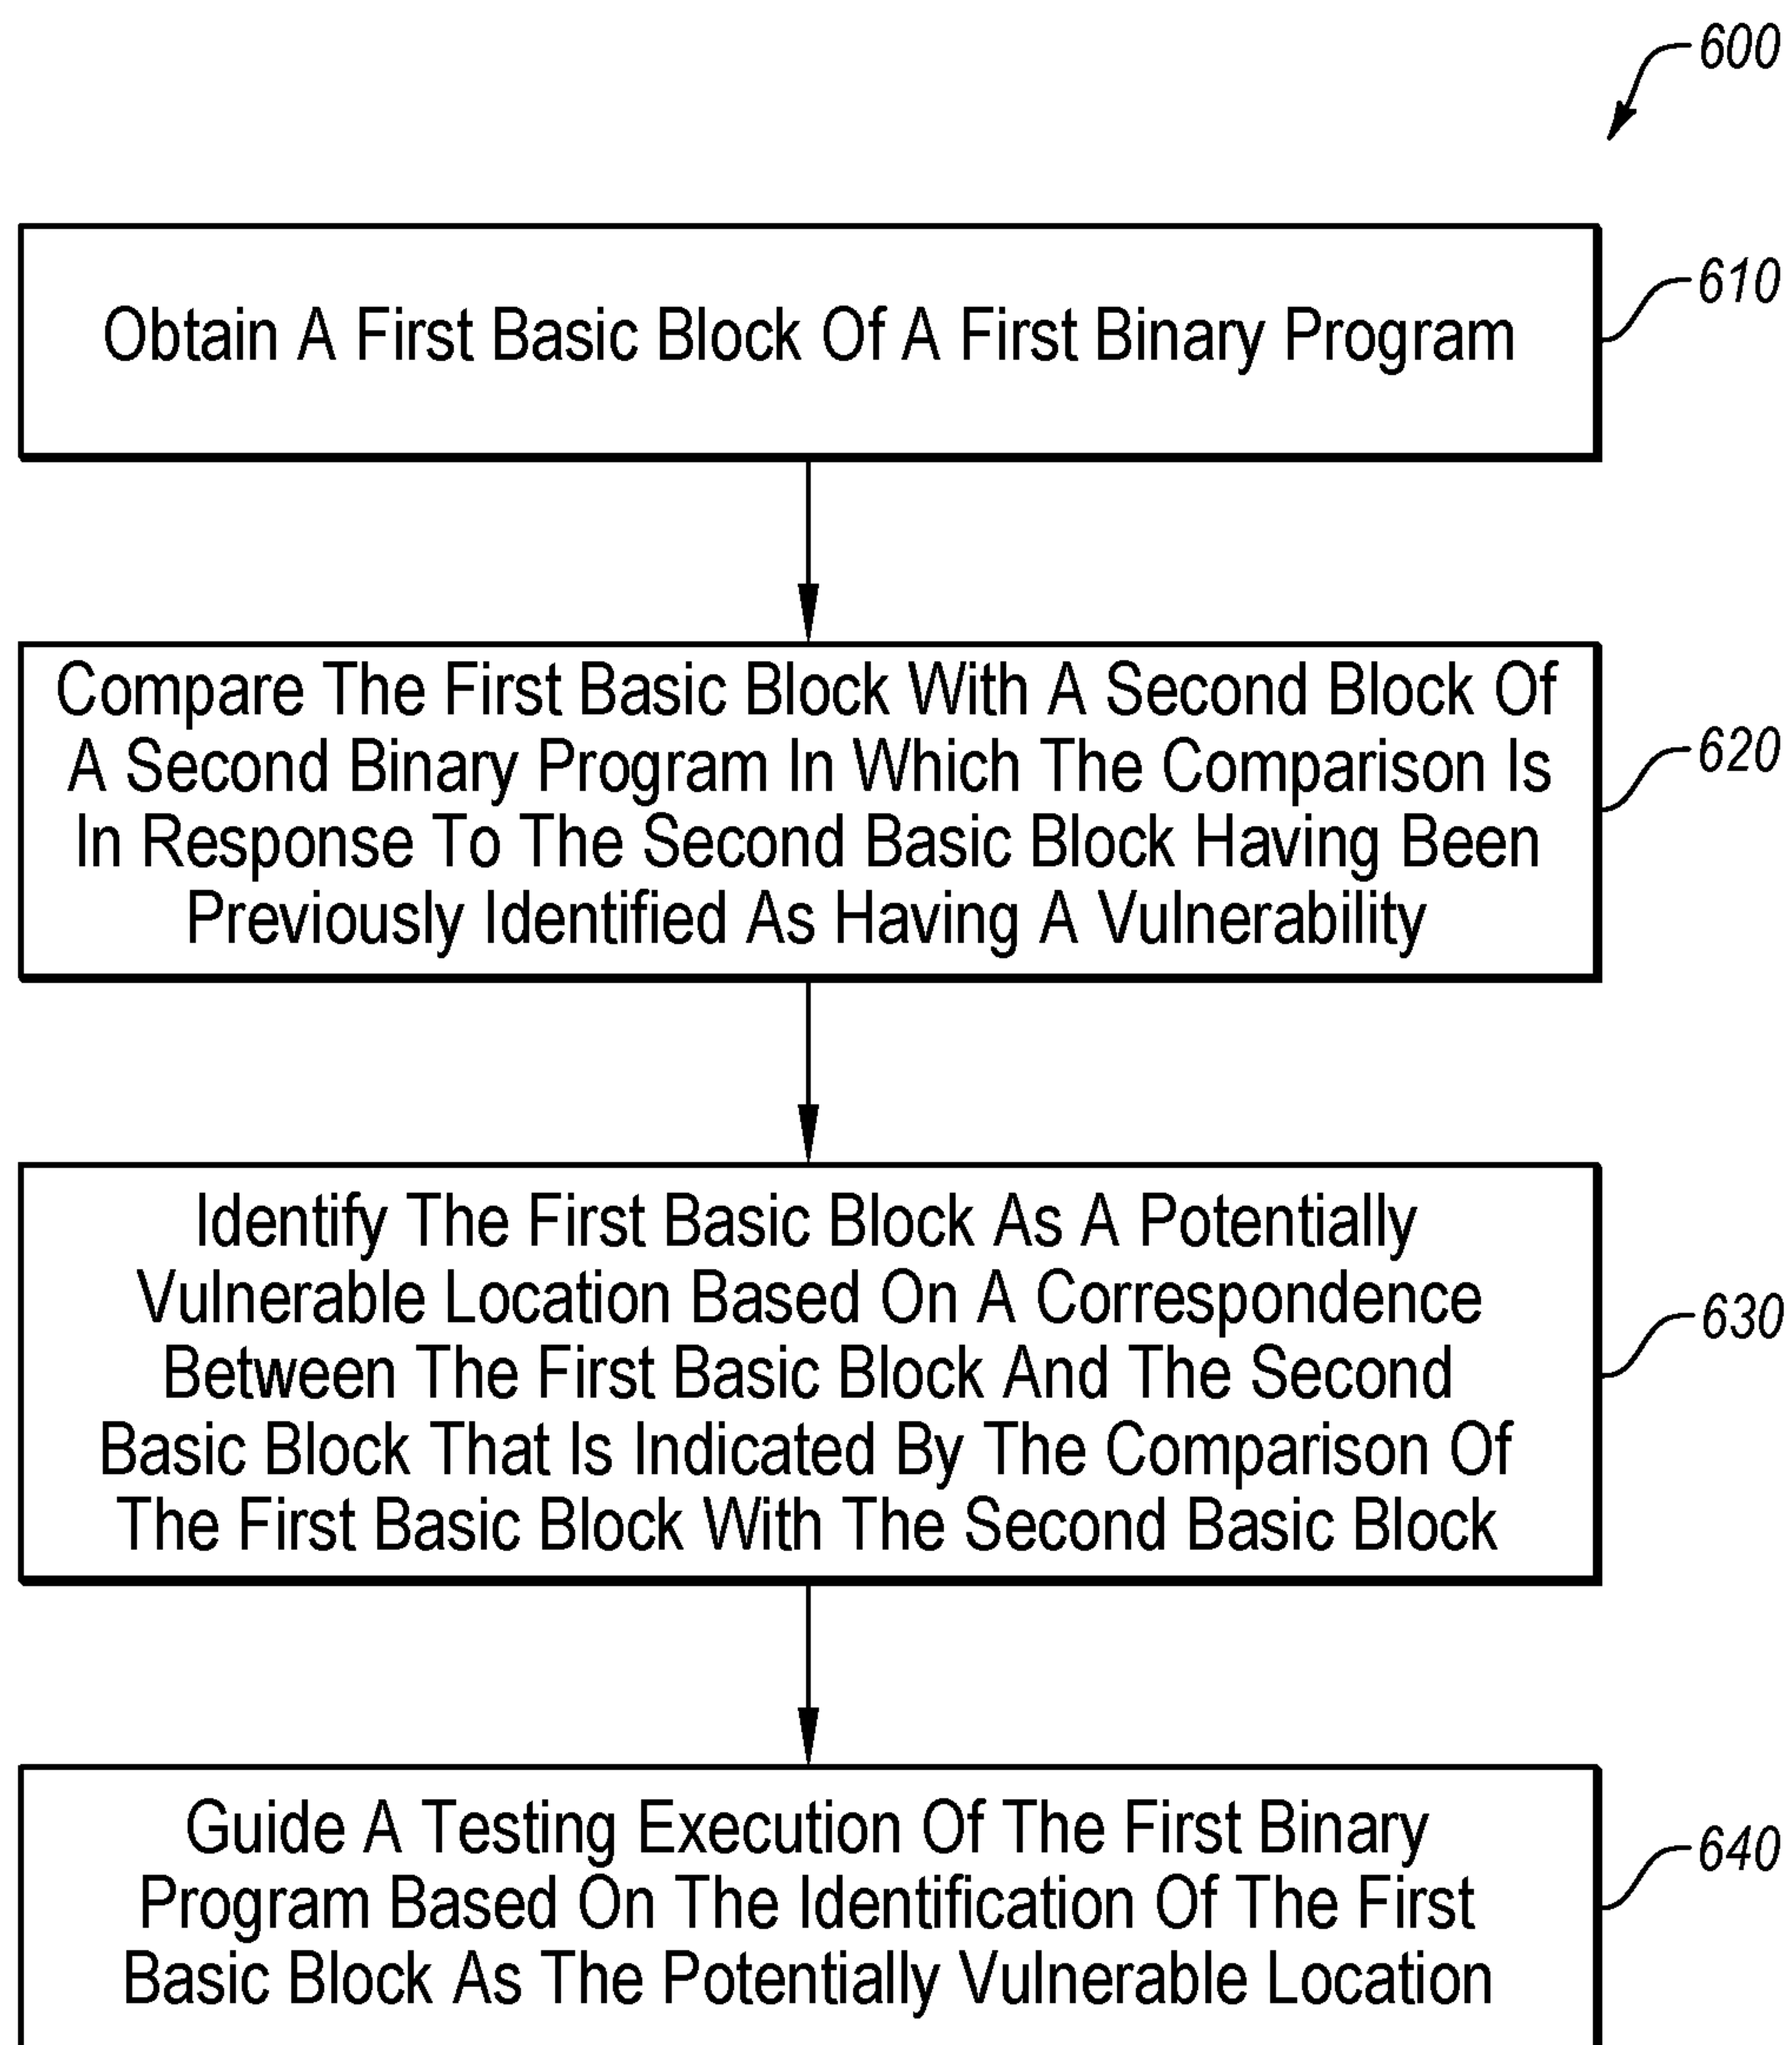 600
Obtain A First Basic Block Of A First Binary Program
610
Compare The First Basic Block With A Second Block Of
A Second Binary Program In Which The Comparison Is
In Response To The Second Basic Block Having Been
Previously Identified As Having A Vulnerability
620
Identify The First Basic Block As A Potentially
Vulnerable Location Based On A Correspondence
Between The First Basic Block And The Second
Basic Block That Is Indicated By The Comparison Of
The First Basic Block With The Second Basic Block
630
Guide A Testing Execution Of The First Binary
Program Based On The Identification Of The First
Basic Block As The Potentially Vulnerable Location
640